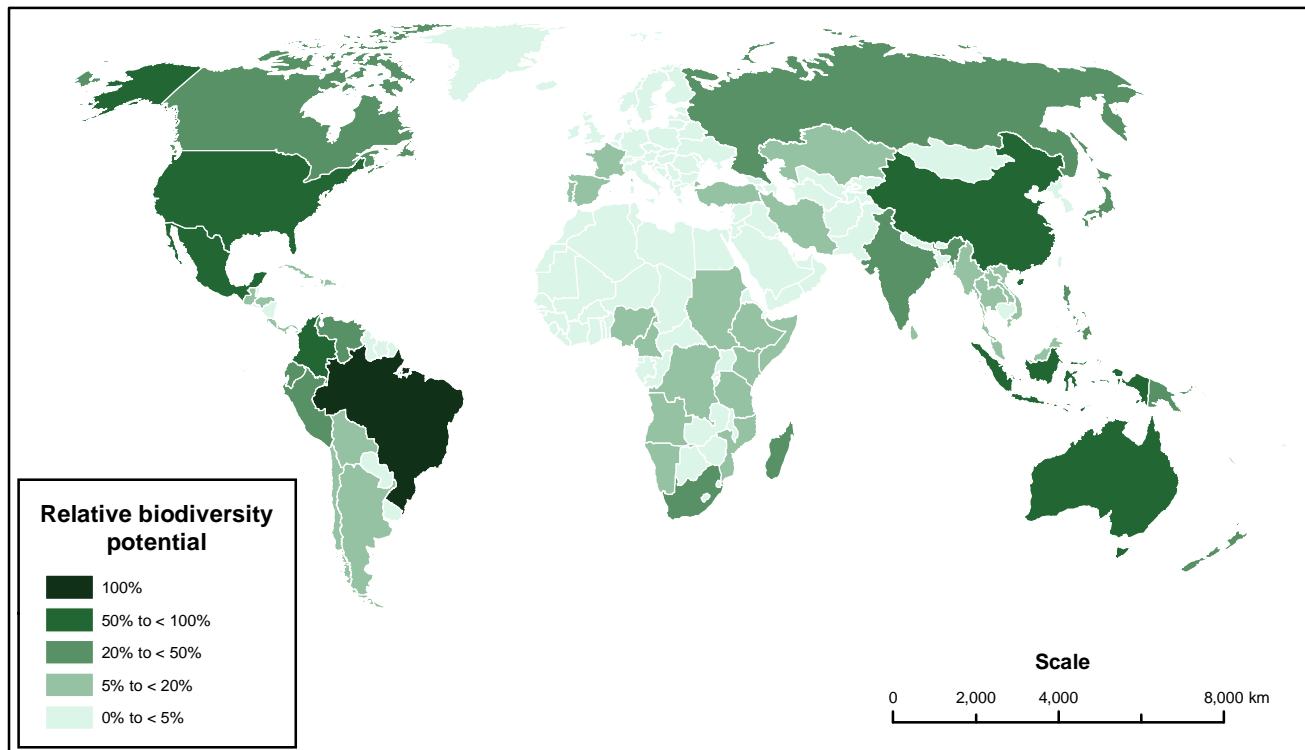 Relative biodiversity
potential
100%
50% to < 100%
20% to < 50%
5% to < 20%
0% to < 5%
Scale
0 2,000 4,000 8,000 km